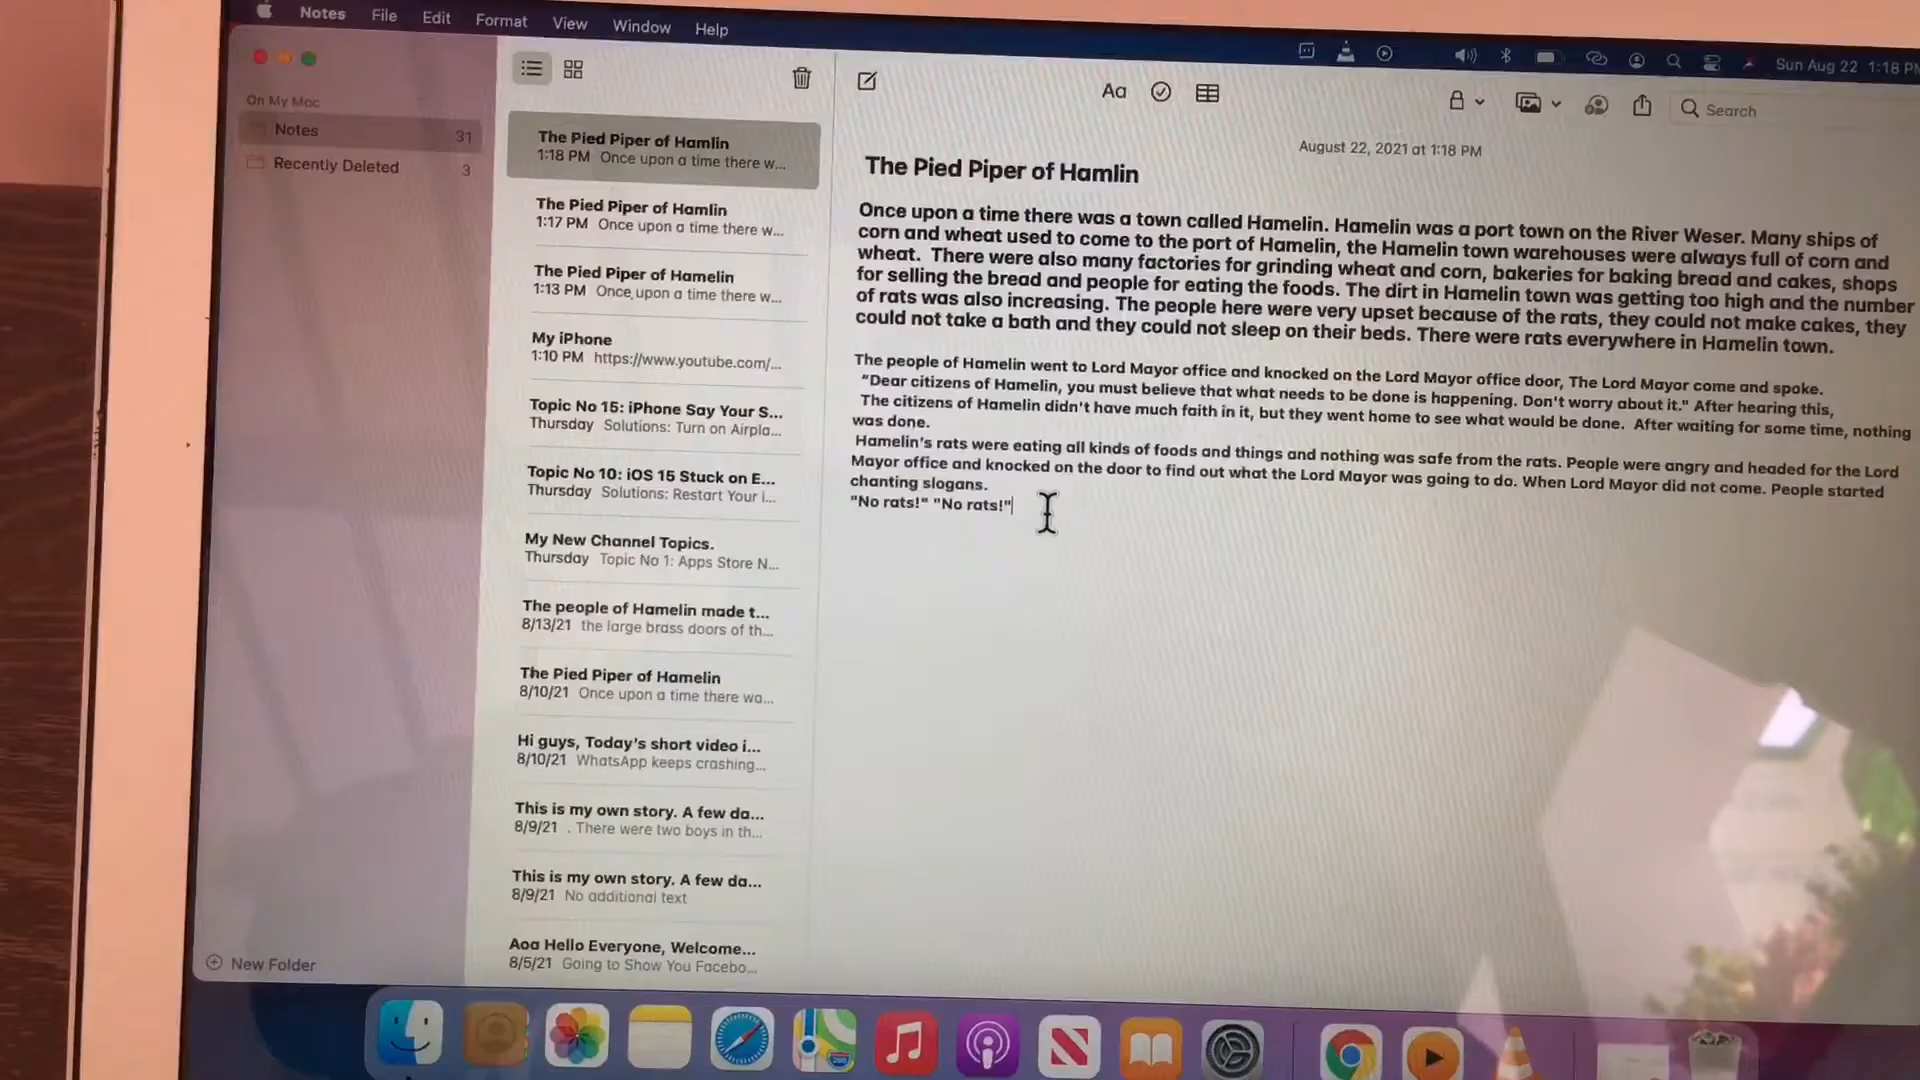 Notes File Edit Format View Window Help
Sun Aug 22 1:18 PM
On My Mac
Notes 31
Recently Deleted 3
New Folder
The Pied Piper of Hamlin
1:18 PM Once upon a time there w...
The Pied Piper of Hamlin
1:17 PM Once upon a time there w...
The Pied Piper of Hamelin
1:13 PM Once upon a time there w...
My iPhone
1:10 PM https://www.youtube.com/...
Topic No 15: iPhone Say Your S...
Thursday Solutions: Turn on Airpla...
Topic No 10: iOS 15 Stuck on E...
Thursday Solutions: Restart Your i...
My New Channel Topics.
Thursday Topic No 1: Apps Store N...
The people of Hamelin made t...
8/13/21 the large brass doors of th...
The Pied Piper of Hamelin
8/10/21 Once upon a time there wa...
Hi guys, Today's short video i...
8/10/21 WhatsApp keeps crashing...
This is my own story. A few da...
8/9/21 . There were two boys in th...
This is my own story. A few da...
8/9/21 No additional text
Aoa Hello Everyone, Welcome...
8/5/21 Going to Show You Facebo...
Aa
Search
August 22, 2021 at 1:18 PM
The Pied Piper of Hamlin
Once upon a time there was a town called Hamelin. Hamelin was a port town on the River Weser. Many ships of
corn and wheat used to come to the port of Hamelin, the Hamelin town warehouses were always full of corn and
wheat. There were also many factories for grinding wheat and corn, bakeries for baking bread and cakes, shops
for selling the bread and people for eating the foods. The dirt in Hamelin town was getting too high and the number
of rats was also increasing. The people here were very upset because of the rats, they could not make cakes, they
could not take a bath and they could not sleep on their beds. There were rats everywhere in Hamelin town.
The people of Hamelin went to Lord Mayor office and knocked on the Lord Mayor office door, The Lord Mayor come and spoke.
"Dear citizens of Hamelin, you must believe that what needs to be done is happening. Don't worry about it." After hearing this,
The citizens of Hamelin didn't have much faith in it, but they went home to see what would be done. After waiting for some time, nothing
was done.
Hamelin's rats were eating all kinds of foods and things and nothing was safe from the rats. People were angry and headed for the Lord
Mayor office and knocked on the door to find out what the Lord Mayor was going to do. When Lord Mayor did not come. People started
chanting slogans.
"No rats!" "No rats!"